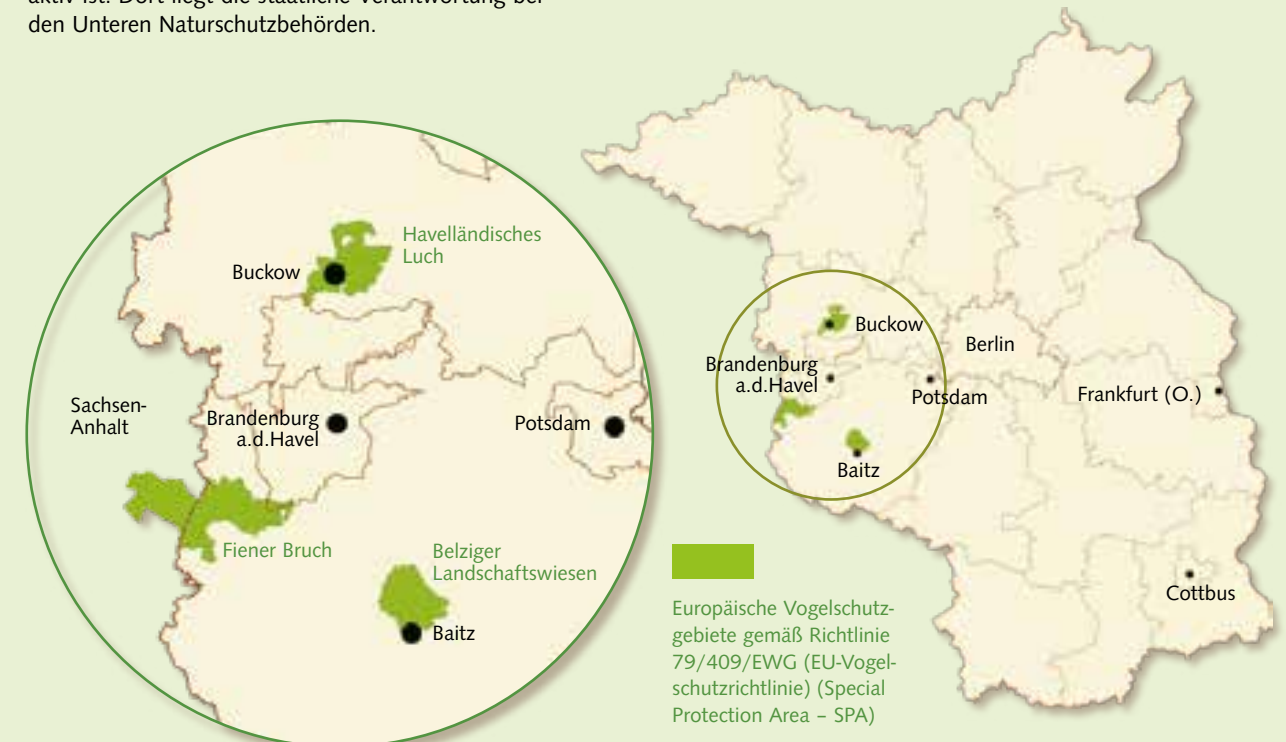 aktiv ist. Dort liegt die staatliche Verantwortung bei
den Unteren Naturschutzbehörden.
Havelländisches
Luch
Buckow
Sachsen-
Anhalt
Brandenburg
a.d.Havel
Potsdam
Fiener Bruch
Belziger
Landschaftswiesen
Baitz
Buckow
Berlin
Brandenburg
a.d.Havel
Potsdam
Frankfurt (O.)
Baitz
Cottbus
Europäische Vogelschutz-
gebiete gemäß Richtlinie
79/409/EWG (EU-Vogel-
schutzrichtlinie) (Special
Protection Area – SPA)